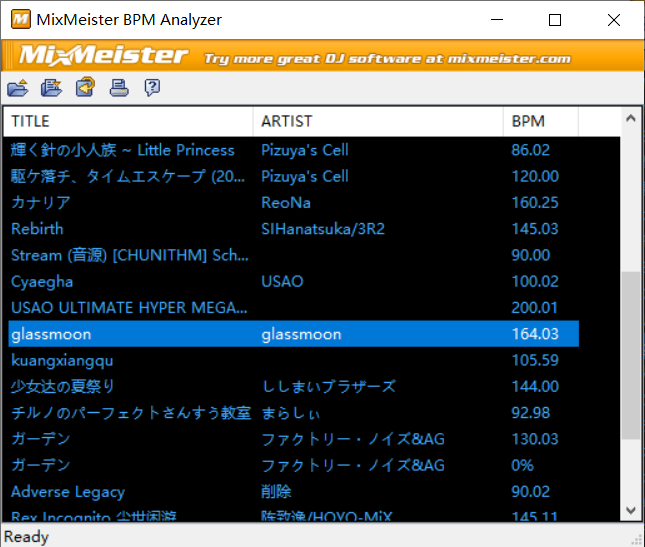 MixMeister BPM Analyzer
MixMeister Try more great DJ software at mixmeister.com
TITLE ARTIST BPM
輝く針の小人族 ~ Little Princess Pizuya's Cell 86.02
駆ケ落チ、タイムエスケープ (20... Pizuya's Cell 120.00
カナリア ReoNa 160.25
Rebirth SIHanatsuka/3R2 145.03
Stream (音源) [CHUNITHM] Sch... 90.00
Cyaegha USAO 100.02
USAO ULTIMATE HYPER MEGA... 200.01
glassmoon glassmoon 164.03
kuangxiangqu 105.59
少女达の夏祭り ししまいブラザーズ 144.00
チルノのパーフェクトさんすう教室 まらしぃ 92.98
ガーデン ファクトリー・ノイズ&AG 130.03
ガーデン ファクトリー・ノイズ&AG 0%
Adverse Legacy 削除 90.02
Rex Incognito 尘世闲游 陈致逸/HOYO-MiX 145.11
Ready